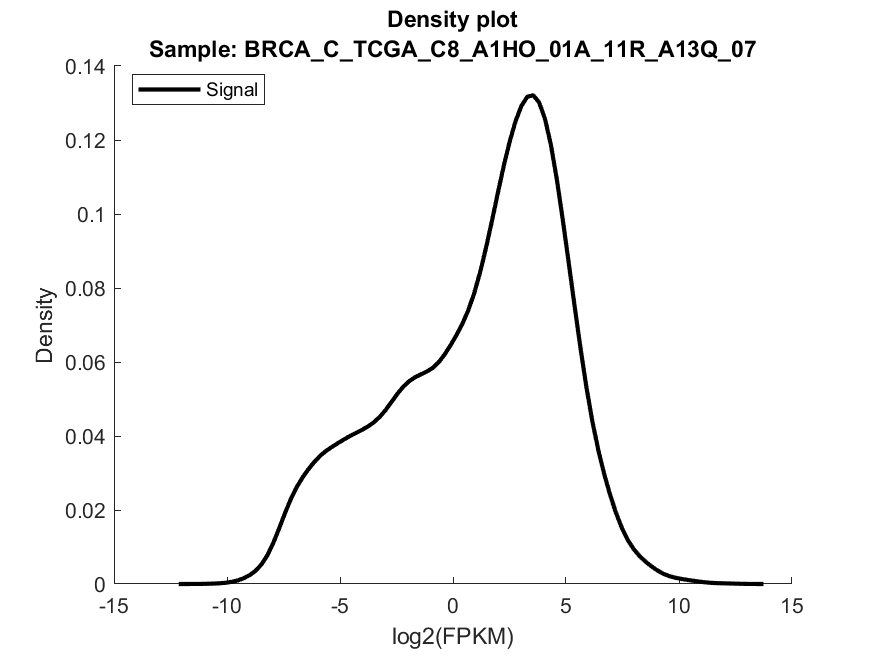 Density plot
Sample: BRCA_C_TCGA_C8_A1HO_01A_11R_A13Q_07
Signal
0.14
0.12
0.1
0.08
0.06
0.04
0.02
0
Density
-15 -10 -5 0 5 10 15
log2(FPKM)